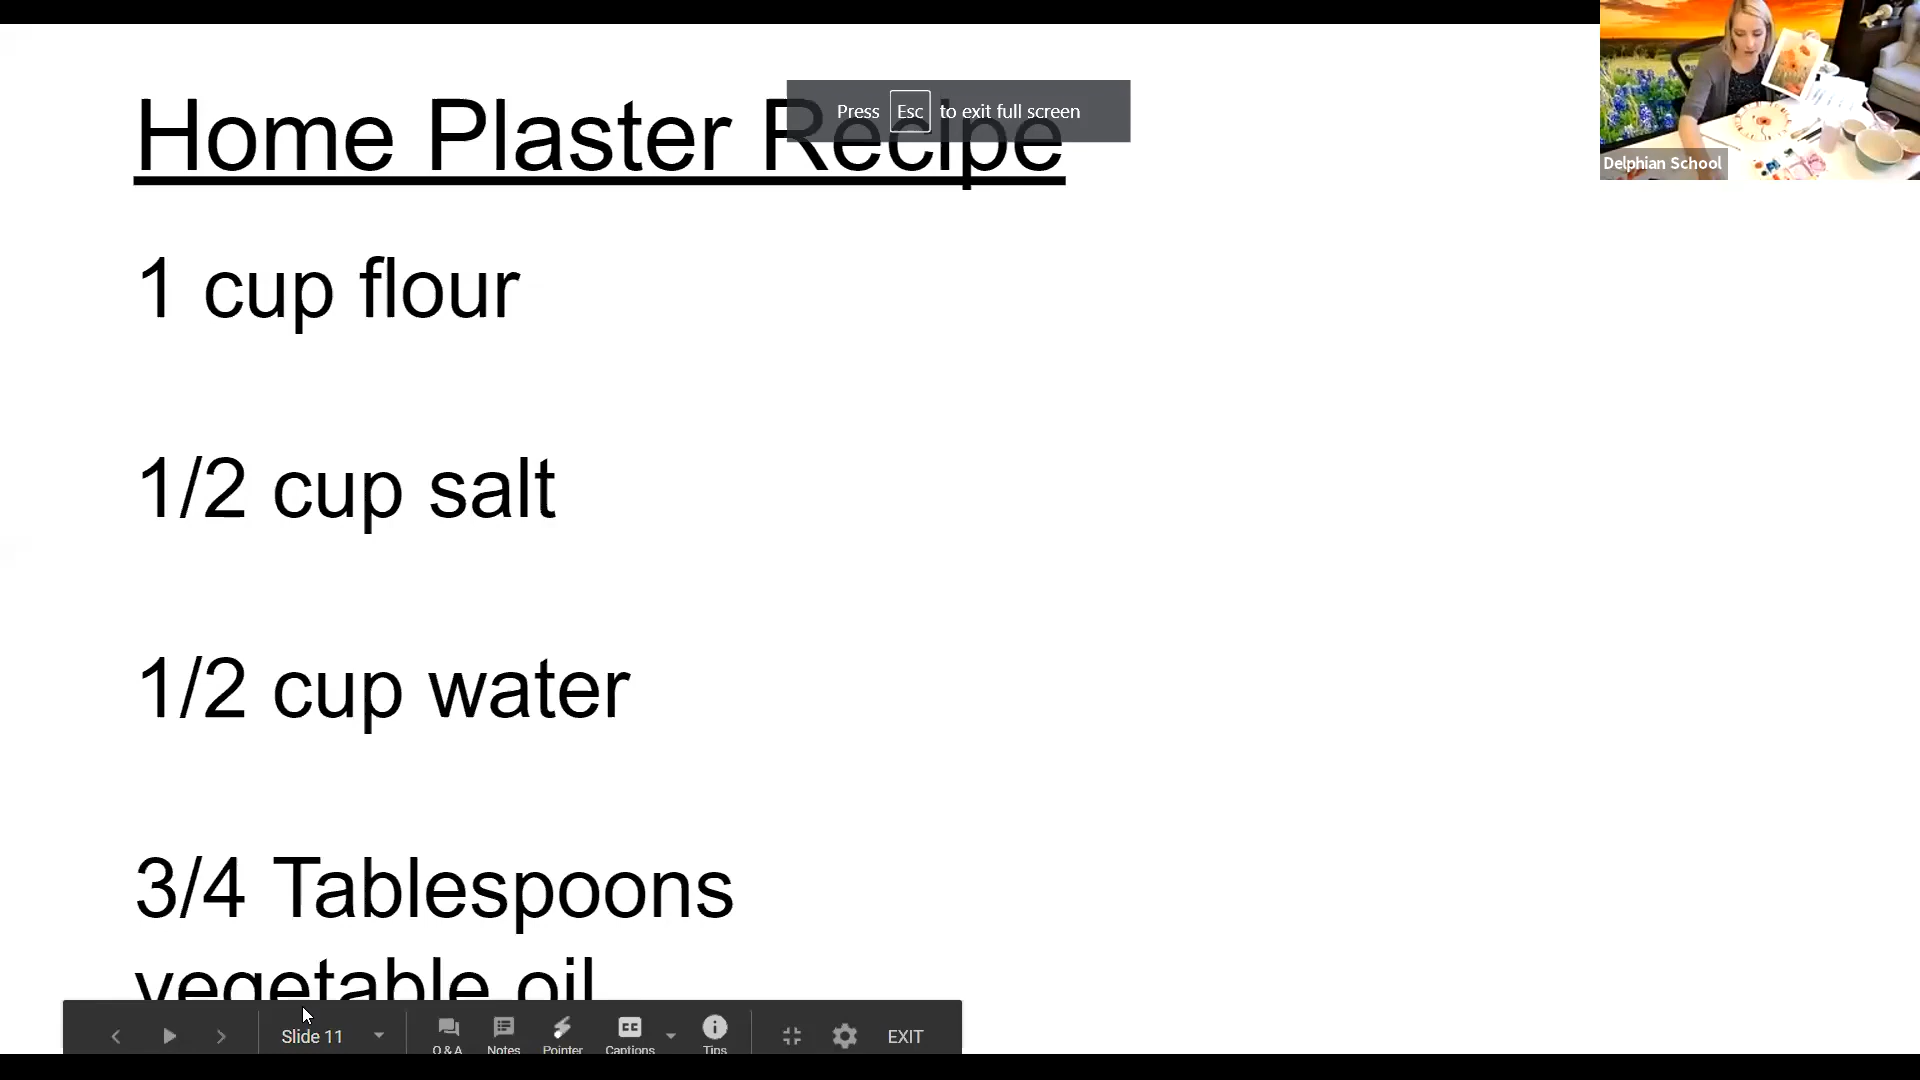 Home Plaster Recipe
Press Esc to exit full screen
Delphian School
1 cup flour
1/2 cup salt
1/2 cup water
3/4 Tablespoons
vegetable oil
Slide 11
Q & A
Notes
Pointer
CC
Captions
Tips
EXIT